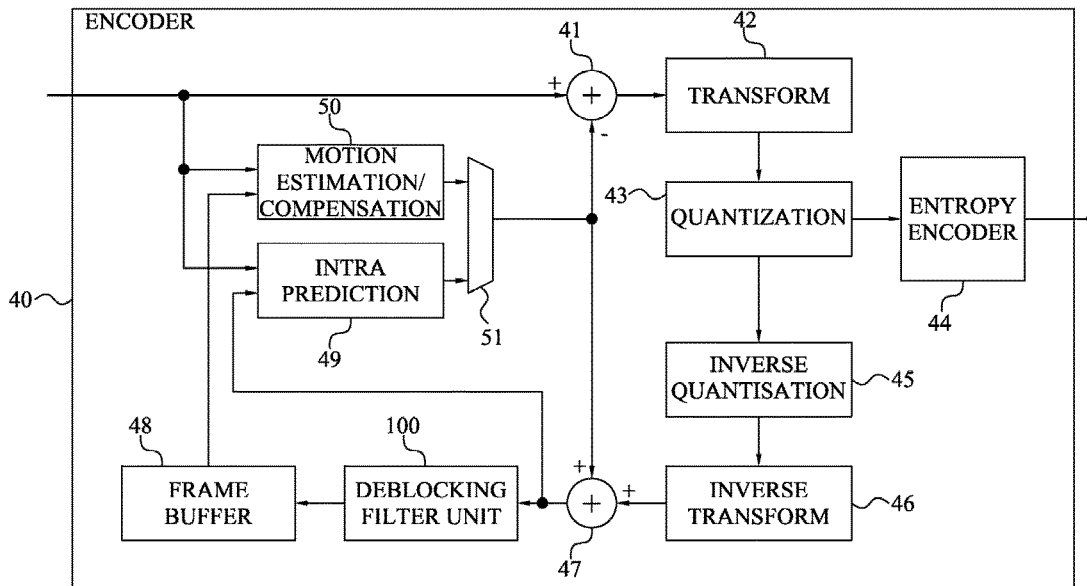 ENCODER
41
42
+
+
TRANSFORM
50
-
MOTION
ESTIMATION/
COMPENSATION
43
QUANTIZATION
ENTROPY
ENCODER
40
INTRA
PREDICTION
51
44
49
INVERSE
QUANTISATION
45
48
100
+
FRAME
BUFFER
DEBLOCKING
FILTER UNIT
+
+
INVERSE
TRANSFORM
46
47